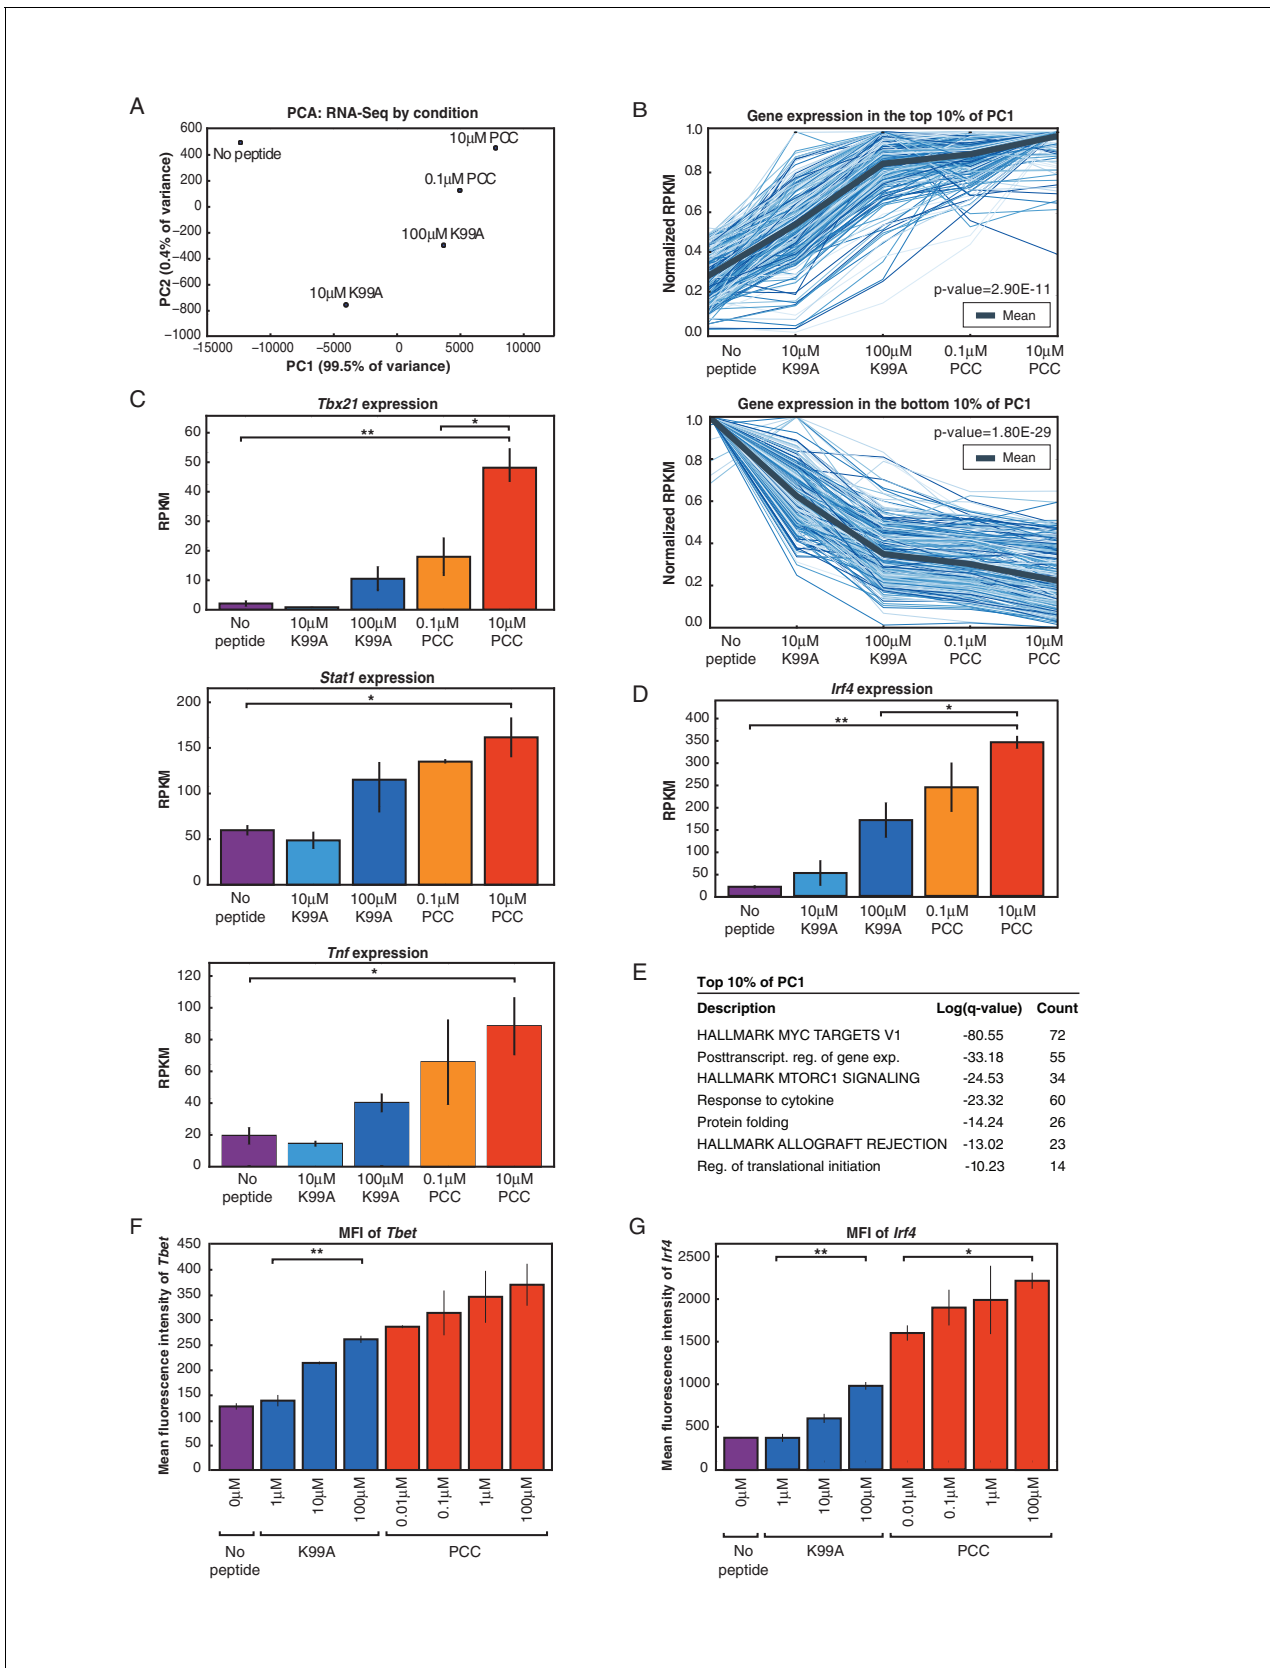 A
PCA: RNA-Seq by condition
PC2 (0.4% of variance)
600
400
200
0
−200
−400
−600
−800
−1000
No peptide
10µM PCC
0.1µM PCC
100µM K99A
10µM K99A
−15000 −10000 −5000 0 5000 10000
PC1 (99.5% of variance)
B
Gene expression in the top 10% of PC1
Normalized RPKM
1.0
0.8
0.6
0.4
0.2
0.0
p-value=2.90E-11
Mean
No peptide
10µM K99A
100µM K99A
0.1µM PCC
10µM PCC
Gene expression in the bottom 10% of PC1
Normalized RPKM
1.0
0.8
0.6
0.4
0.2
0.0
p-value=1.80E-29
Mean
No peptide
10µM K99A
100µM K99A
0.1µM PCC
10µM PCC
C
Tbx21 expression
RPKM
60
50
40
30
20
10
0
**
*
No peptide
10µM K99A
100µM K99A
0.1µM PCC
10µM PCC
Stat1 expression
RPKM
200
150
100
50
0
*
No peptide
10µM K99A
100µM K99A
0.1µM PCC
10µM PCC
Tnf expression
RPKM
120
100
80
60
40
20
0
*
No peptide
10µM K99A
100µM K99A
0.1µM PCC
10µM PCC
D
Irf4 expression
RPKM
400
350
300
250
200
150
100
50
0
**
*
No peptide
10µM K99A
100µM K99A
0.1µM PCC
10µM PCC
E
Top 10% of PC1
Description Log(q-value) Count
HALLMARK MYC TARGETS V1 -80.55 72
Posttranscript. reg. of gene exp. -33.18 55
HALLMARK MTORC1 SIGNALING -24.53 34
Response to cytokine -23.32 60
Protein folding -14.24 26
HALLMARK ALLOGRAFT REJECTION -13.02 23
Reg. of translational initiation -10.23 14
F
MFI of Tbet
Mean fluorescence intensity of Tbet
450
400
350
300
250
200
150
100
50
0
**
0µM 1µM 10µM 100µM 0.01µM 0.1µM 1µM 100µM
No peptide
K99A
PCC
G
MFI of Irf4
Mean fluorescence intensity of Irf4
2500
2000
1500
1000
500
0
**
*
0µM 1µM 10µM 100µM 0.01µM 0.1µM 1µM 100µM
No peptide
K99A
PCC